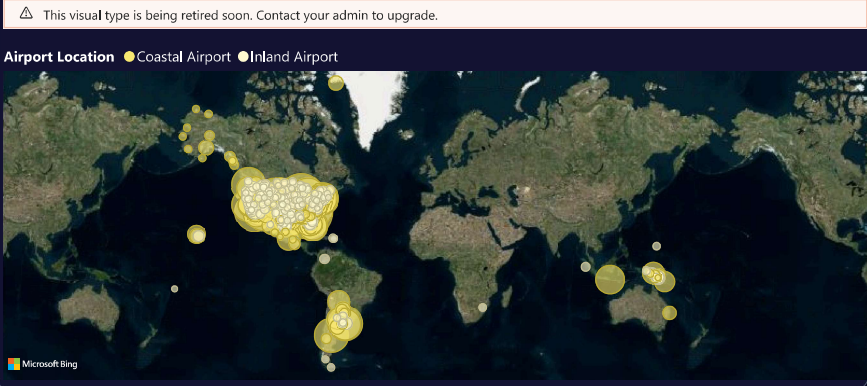 This visual type is being retired soon. Contact your admin to upgrade.
Airport Location Coastal Airport Inland Airport
Microsoft Bing